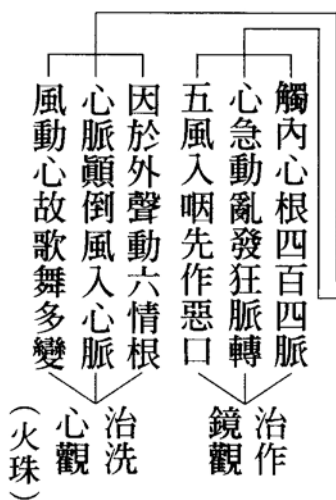 觸內心根四百四脈
心急動亂發狂脈轉
五風入咽先作惡口
治作
鏡觀
因於外聲動六情根
心脈顚倒風入心脈
風動心故歌舞多變
治洗
心觀
(火珠)